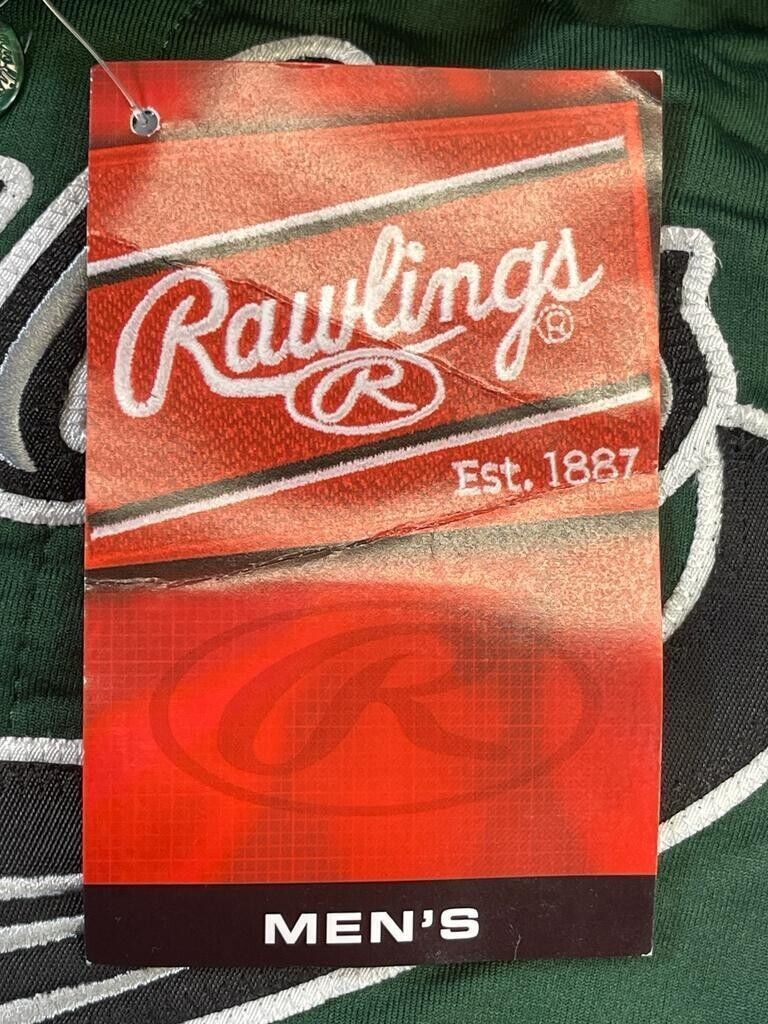 Rawlings®
R
Est. 1887
R
MEN'S